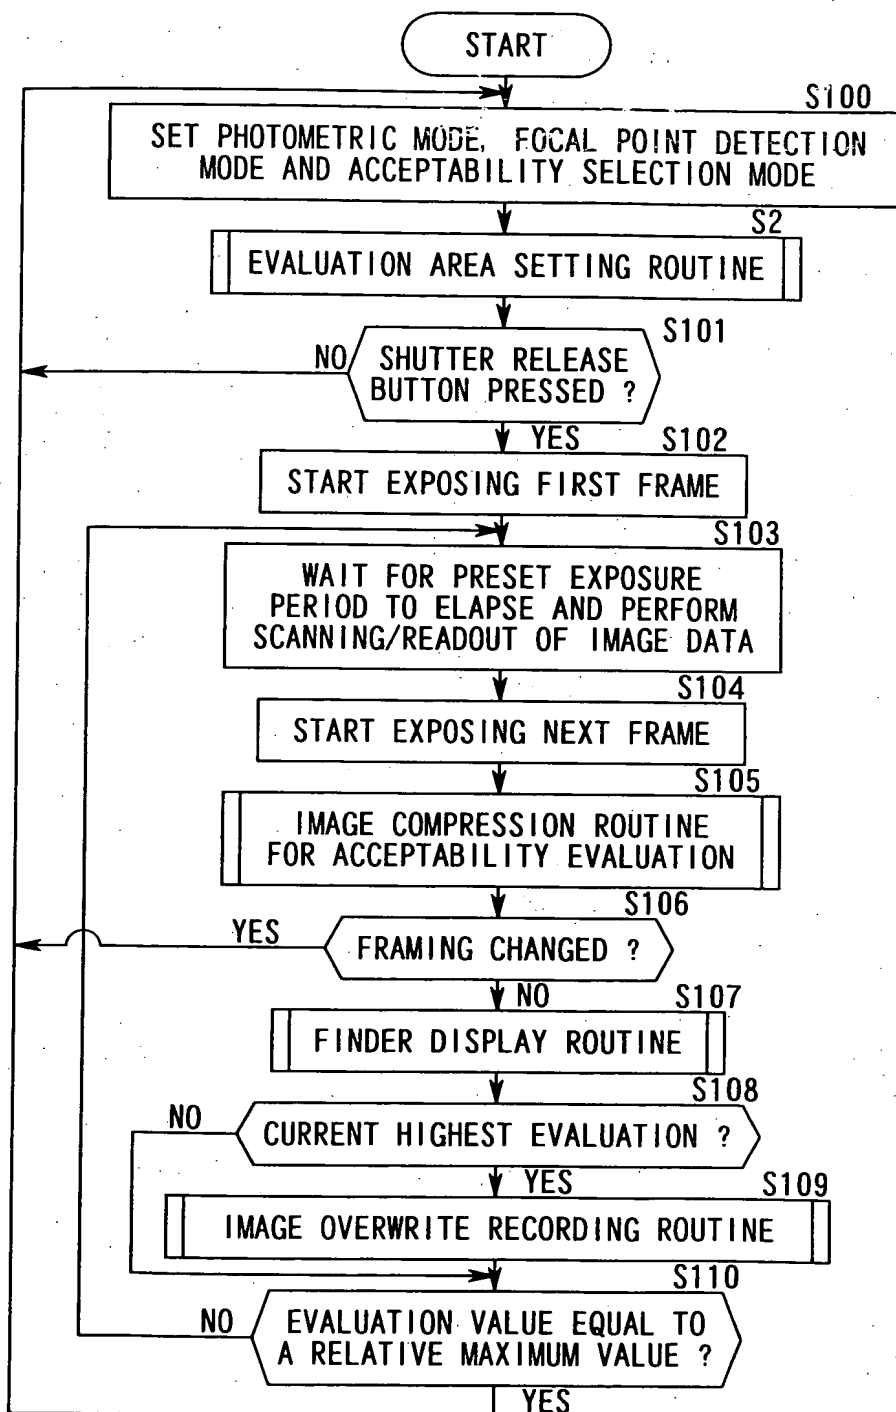 START
S100
SET PHOTOMETRIC MODE, FOCAL POINT DETECTION
MODE AND ACCEPTABILITY SELECTION MODE
S2
EVALUATION AREA SETTING ROUTINE
S101
NO
SHUTTER RELEASE
BUTTON PRESSED ?
YES
S102
START EXPOSING FIRST FRAME
S103
WAIT FOR PRESET EXPOSURE
PERIOD TO ELAPSE AND PERFORM
SCANNING/READOUT OF IMAGE DATA
S104
START EXPOSING NEXT FRAME
S105
IMAGE COMPRESSION ROUTINE
FOR ACCEPTABILITY EVALUATION
S106
YES
FRAMING CHANGED ?
NO
S107
FINDER DISPLAY ROUTINE
S108
NO
CURRENT HIGHEST EVALUATION ?
YES
S109
IMAGE OVERWRITE RECORDING ROUTINE
S110
NO
EVALUATION VALUE EQUAL TO
A RELATIVE MAXIMUM VALUE ?
YES